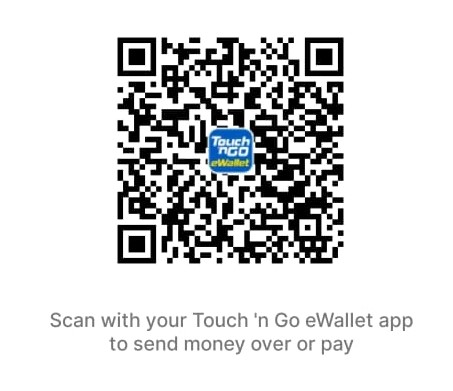 Touch
'n GO
eWallet
Scan with your Touch 'n Go eWallet app
to send money over or pay